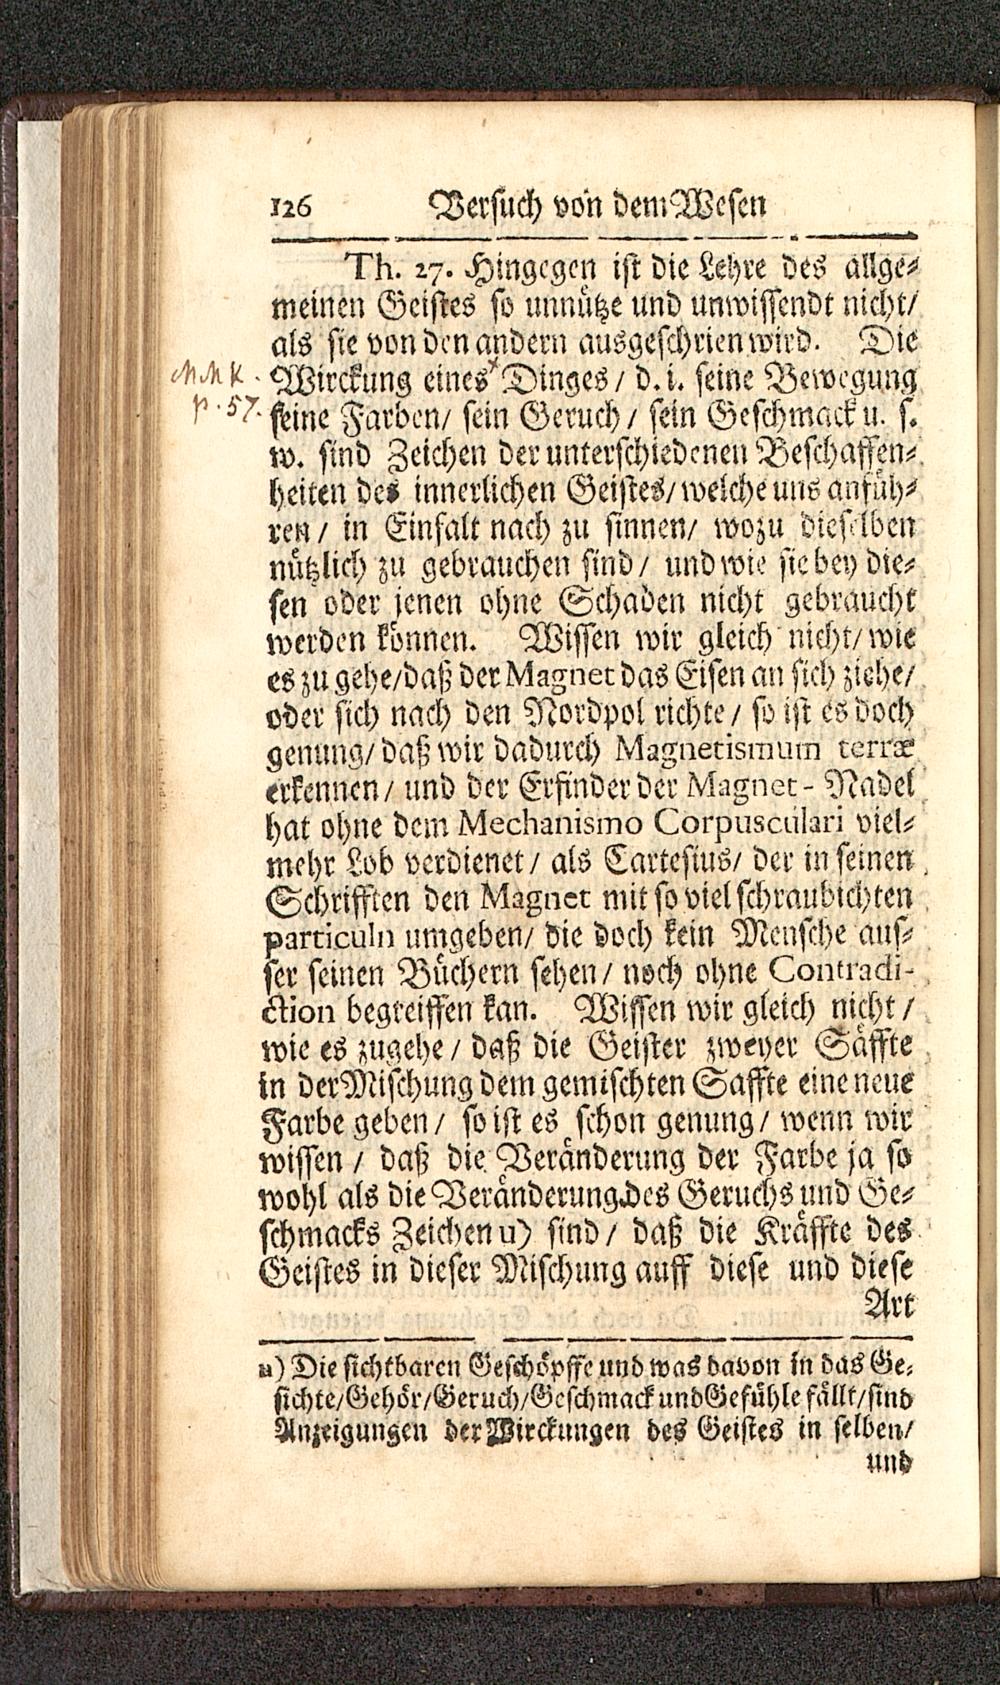 126 Versuch von dem Wesen
Th. 27. Hingegen ist die Lehre des allge-
meinen Geistes so unnütze und unwissendt nicht/
als sie von den andern ausgeschrien wird. Die
M M K. Wirckung eines* Dinges/ d. i. seine Bewegung
p. 57. seine Farben/ sein Geruch/ sein Geschmack u. s.
w. sind Zeichen der unterschiedenen Beschaffen-
heiten des innerlichen Geistes/ welche uns anfüh-
ren/ in Einfalt nach zu sinnen/ wozu dieselben
nützlich zu gebrauchen sind/ und wie sie bey die-
sen oder jenen ohne Schaden nicht gebraucht
werden können. Wissen wir gleich nicht/ wie
es zu gehe/ daß der Magnet das Eisen an sich ziehe/
oder sich nach den Nordpol richte/ so ist es doch
genung/ daß wir dadurch Magnetismum terræ
erkennen/ und der Erfinder der Magnet-Nadel
hat ohne dem Mechanismo Corpusculari viel-
mehr Lob verdienet/ als Cartesius/ der in seinen
Schrifften den Magnet mit so viel schraubichten
particuln umgeben/ die doch kein Mensche aus-
ser seinen Büchern sehen/ noch ohne Contradi-
ction begreiffen kan. Wissen wir gleich nicht/
wie es zugehe/ daß die Geister zweyer Säffte
in der Mischung dem gemischten Saffte eine neue
Farbe geben/ so ist es schon genung/ wenn wir
wissen/ daß die Veränderung der Farbe ja so
wohl als die Veränderung des Geruchs und Ge-
schmacks Zeichen u) sind/ daß die Kräffte des
Geistes in dieser Mischung auff diese und diese
Art
u) Die sichtbaren Geschöpffe und was davon in das Ge-
sichte/ Gehör/ Geruch/ Geschmack und Gefühle fällt/ sind
Anzeigungen der Wirckungen des Geistes in selben/
und